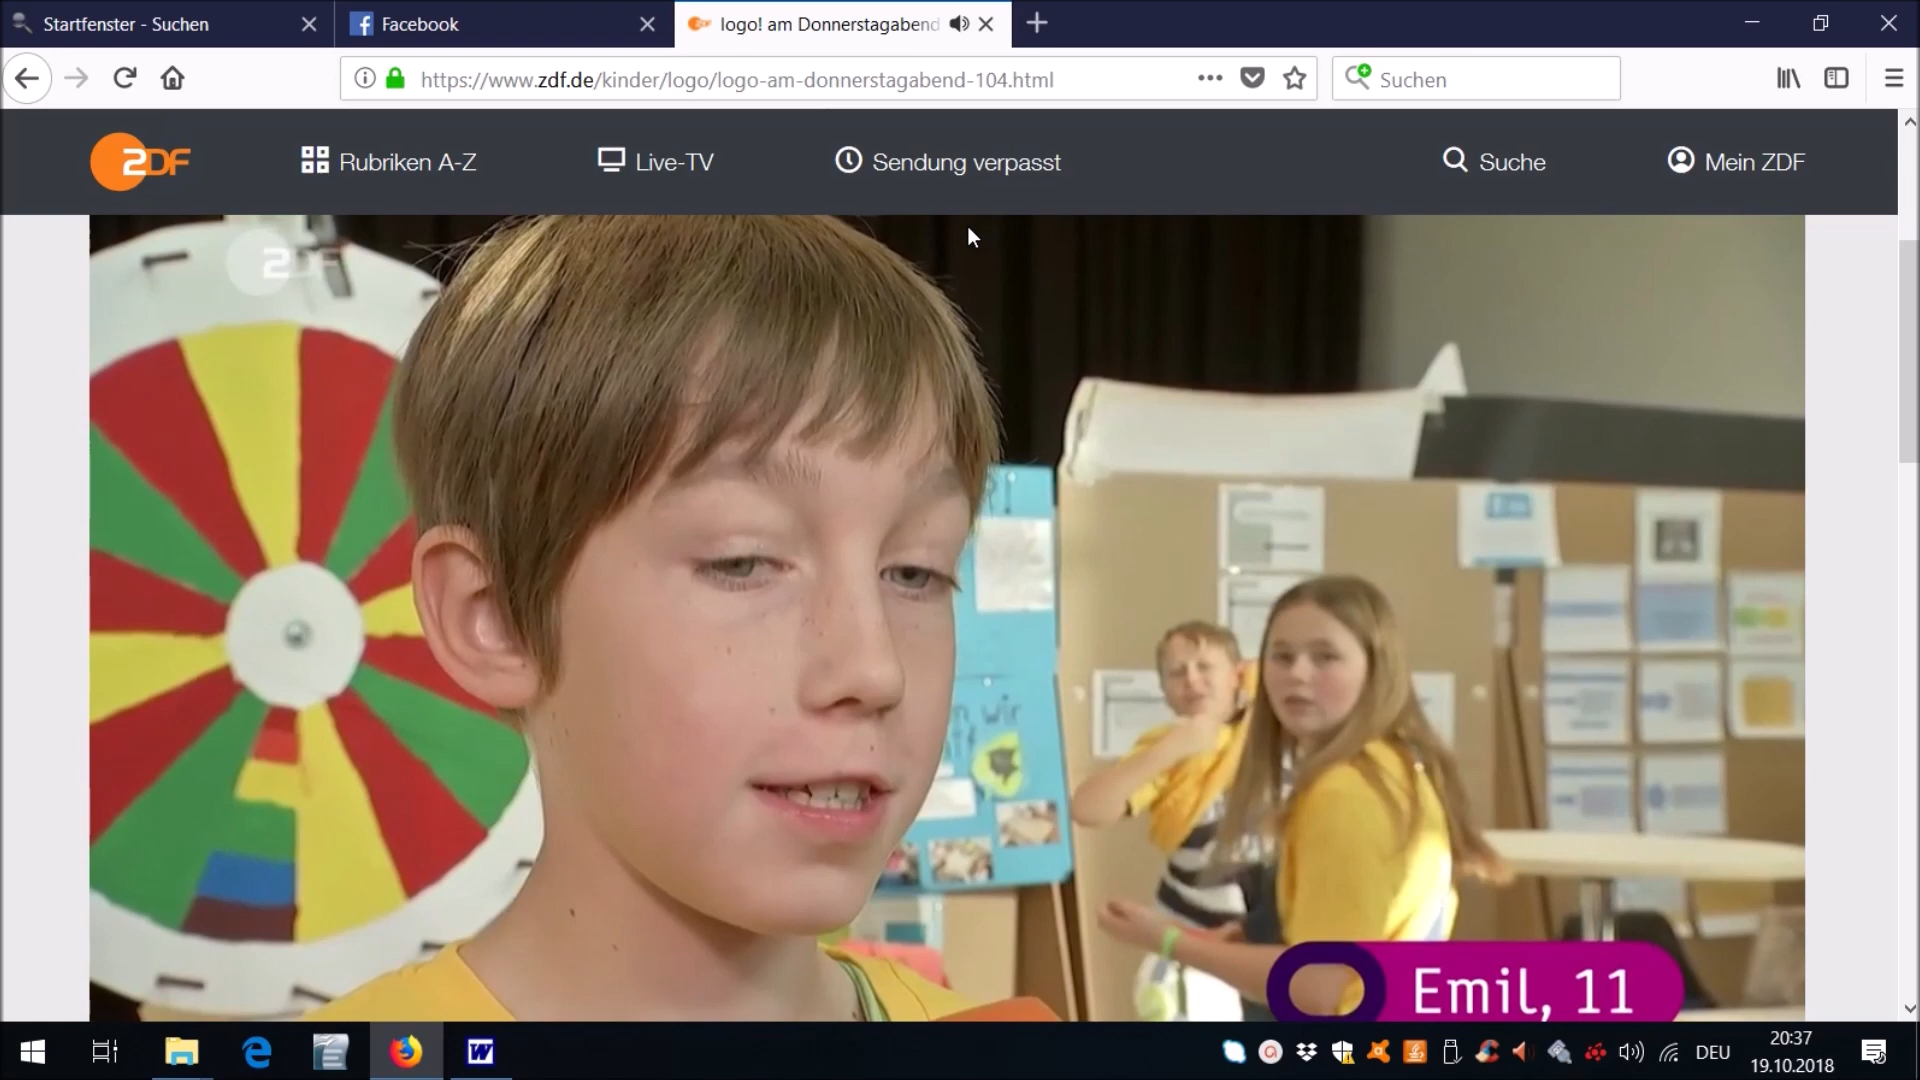 Startfenster - Suchen
Facebook
logo! am Donnerstagabend
https://www.zdf.de/kinder/logo/logo-am-donnerstagabend-104.html
Suchen
ZDF
Rubriken A-Z
Live-TV
Sendung verpasst
Suche
Mein ZDF
ZDF
Emil, 11
DEU
20:37
19.10.2018